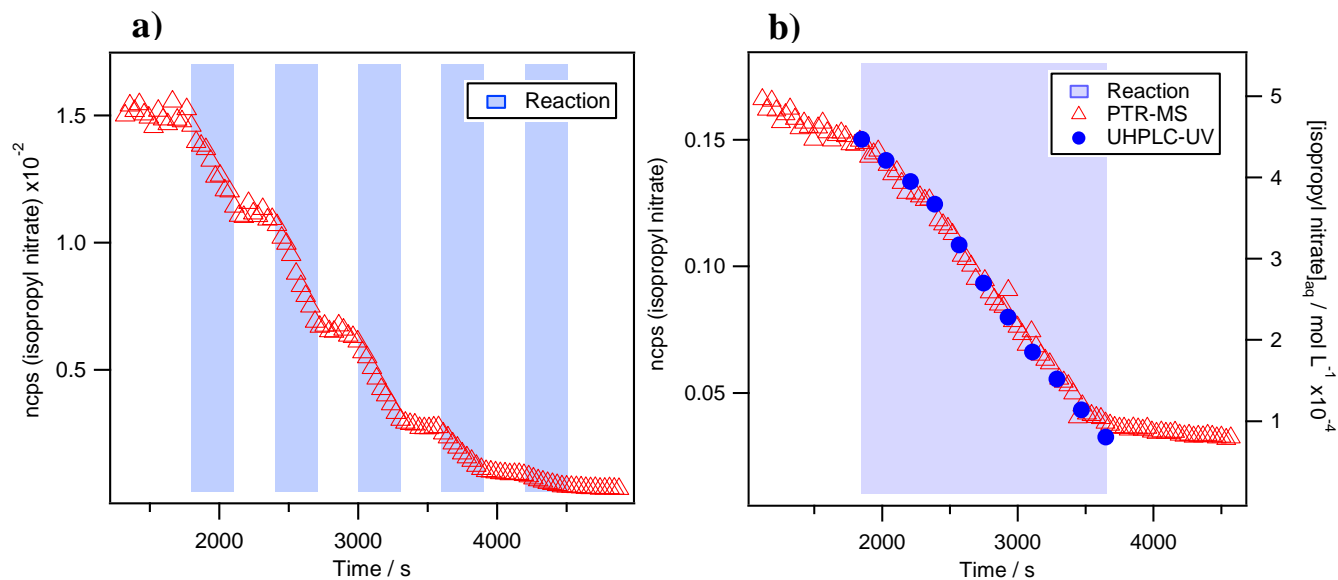 a)
ncps (isopropyl nitrate) x10⁻²
1.5
1.0
0.5
2000 3000 4000
Time / s
Reaction
b)
ncps (isopropyl nitrate)
0.15
0.10
0.05
2000 3000 4000
Time / s
Reaction
PTR-MS
UHPLC-UV
5
4
3
2
1
[isopropyl nitrate]aq / mol L⁻¹ x10⁻⁴